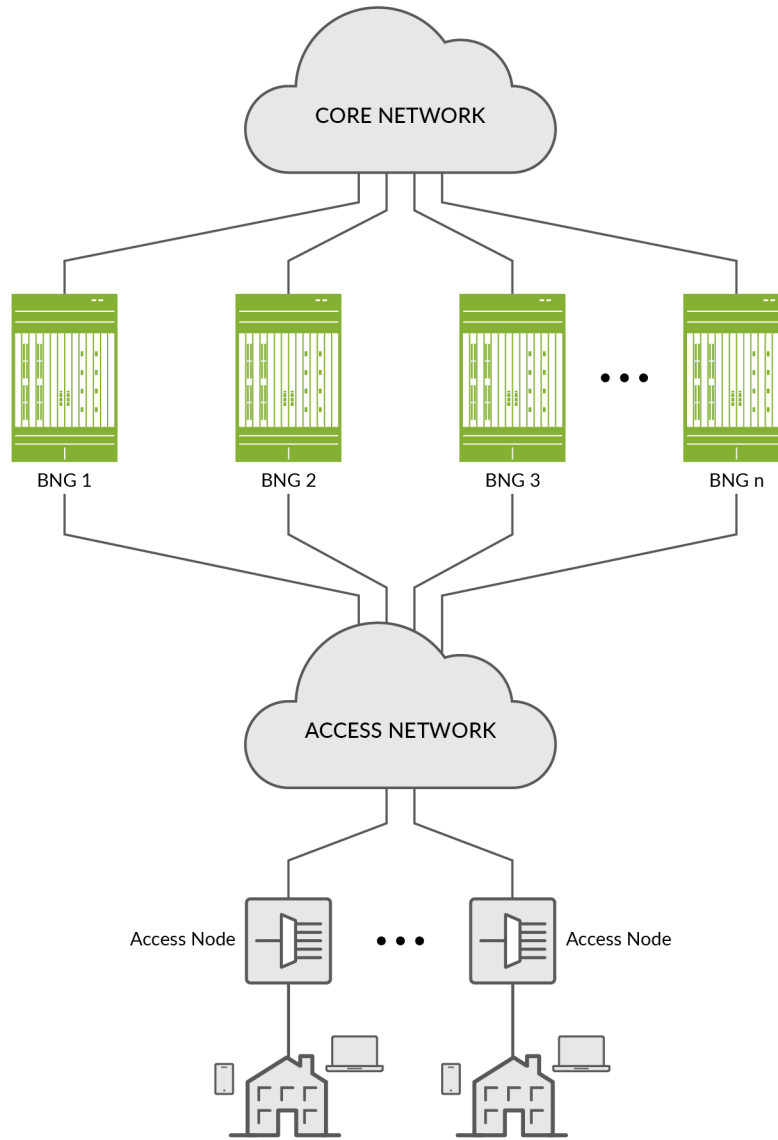 CORE NETWORK
BNG 1
BNG 2
BNG 3
BNG n
ACCESS NETWORK
Access Node
Access Node